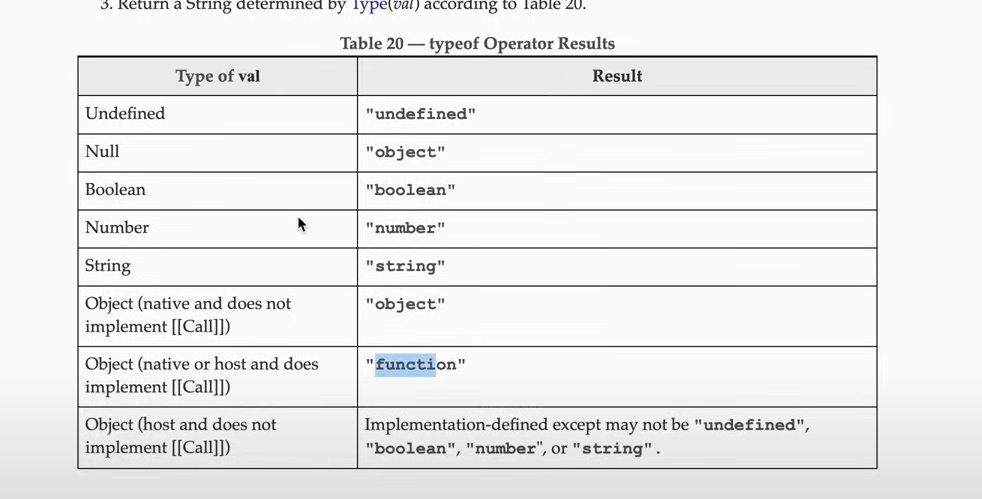 3. Return a String determined by Type(val) according to Table 20.
Table 20 — typeof Operator Results
Type of val
Result
Undefined
"undefined"
Null
"object"
Boolean
"boolean"
Number
"number"
String
"string"
Object (native and does not
implement [[Call]])
"object"
Object (native or host and does
implement [[Call]])
"function"
Object (host and does not
implement [[Call]])
Implementation-defined except may not be "undefined",
"boolean", "number", or "string".